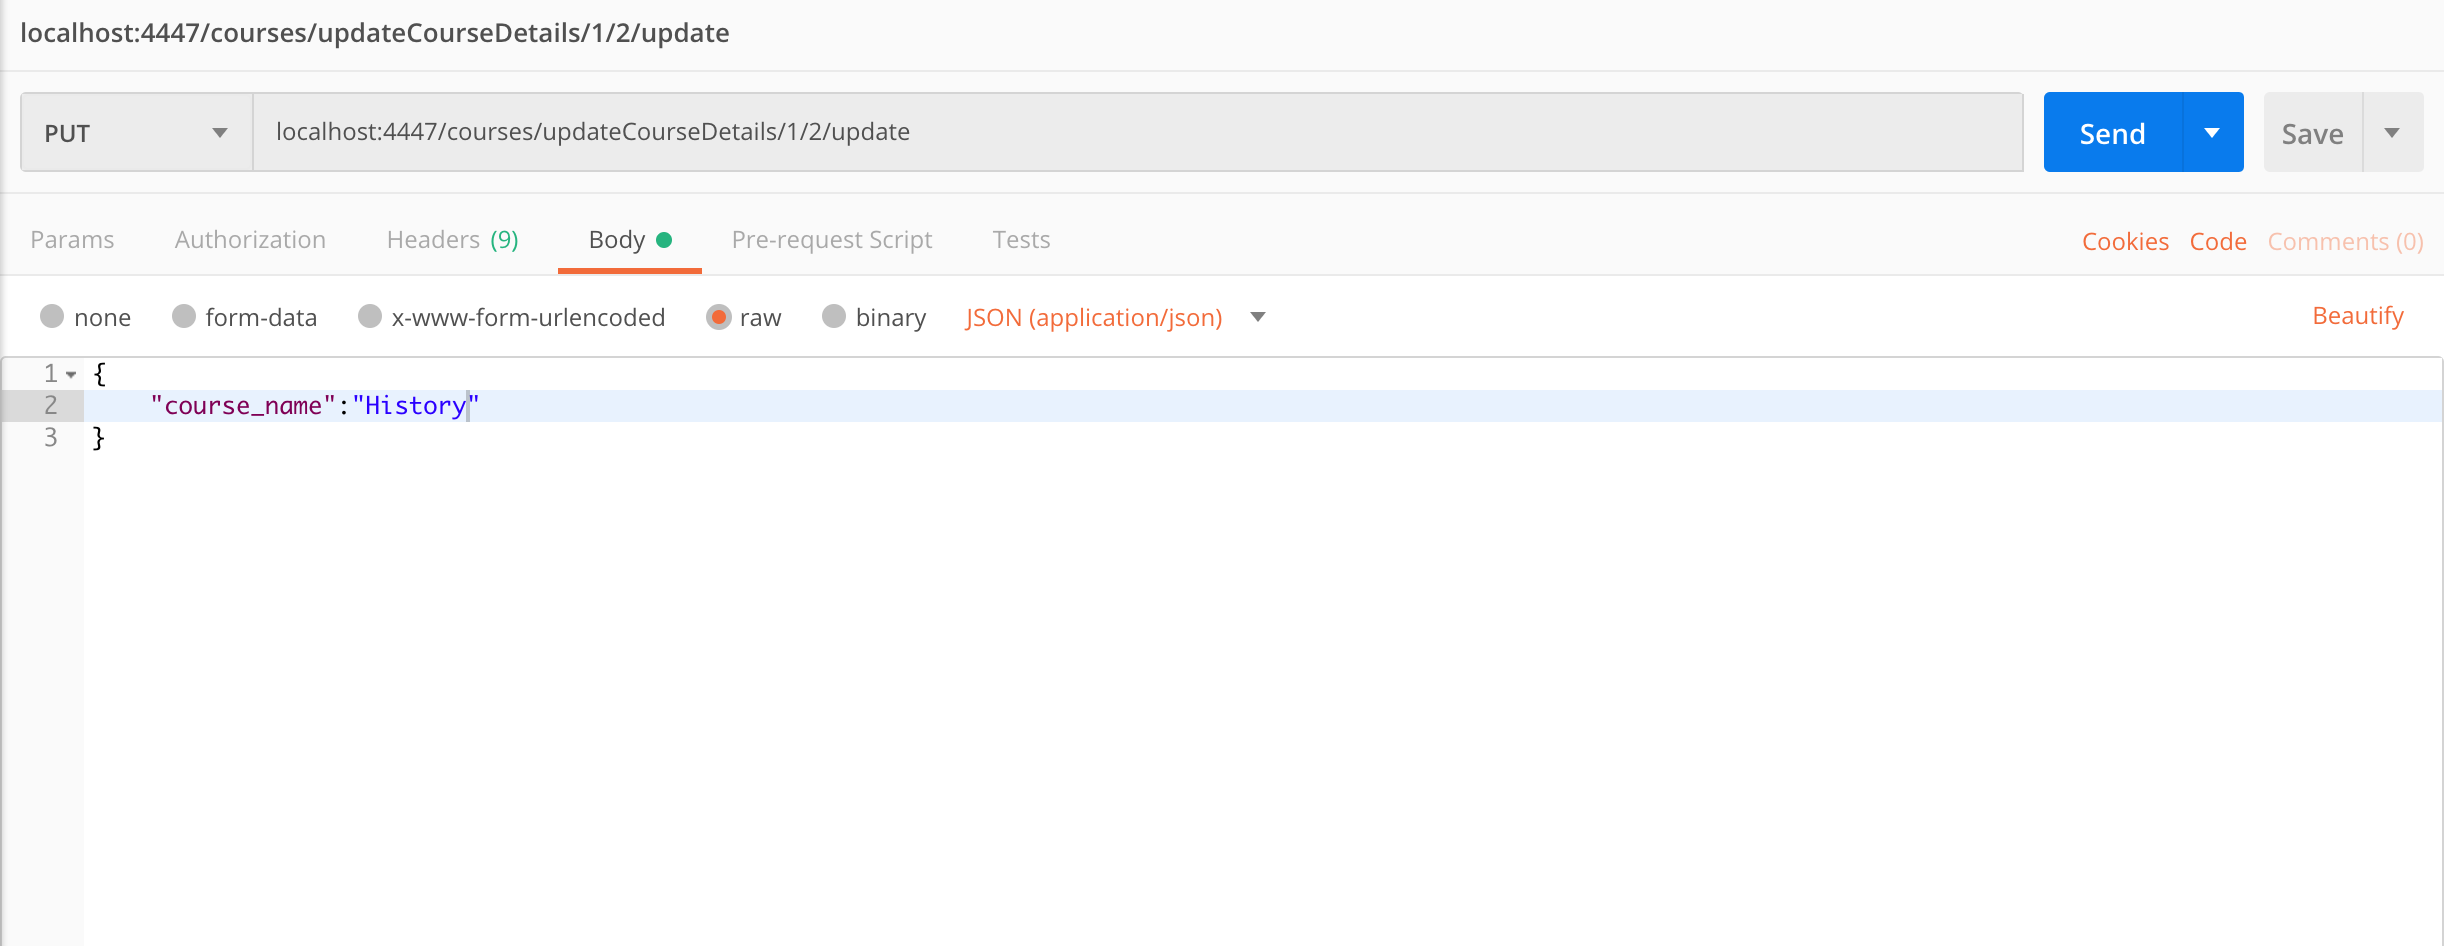 localhost:4447/courses/updateCourseDetails/1/2/update
PUT localhost:4447/courses/updateCourseDetails/1/2/update Send Save
Params Authorization Headers (9) Body Pre-request Script Tests Cookies Code Comments (0)
none form-data x-www-form-urlencoded raw binary JSON (application/json) Beautify
1 {
2 "course_name":"History"
3 }